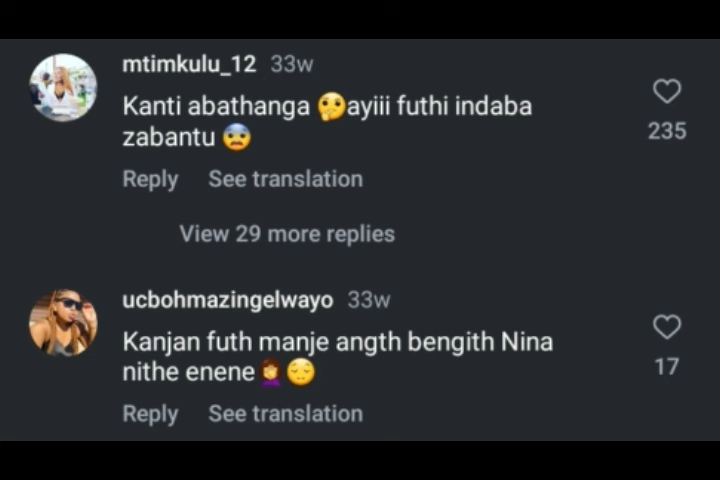 mtimkulu_12 33w
Kanti abathanga 🤔ayiii futhi indaba
zabantu 😨
235
Reply See translation
View 29 more replies
ucbohmazingelwayo 33w
Kanjan futh manje angth bengith Nina
nithe enene🤦‍♀️😌
17
Reply See translation